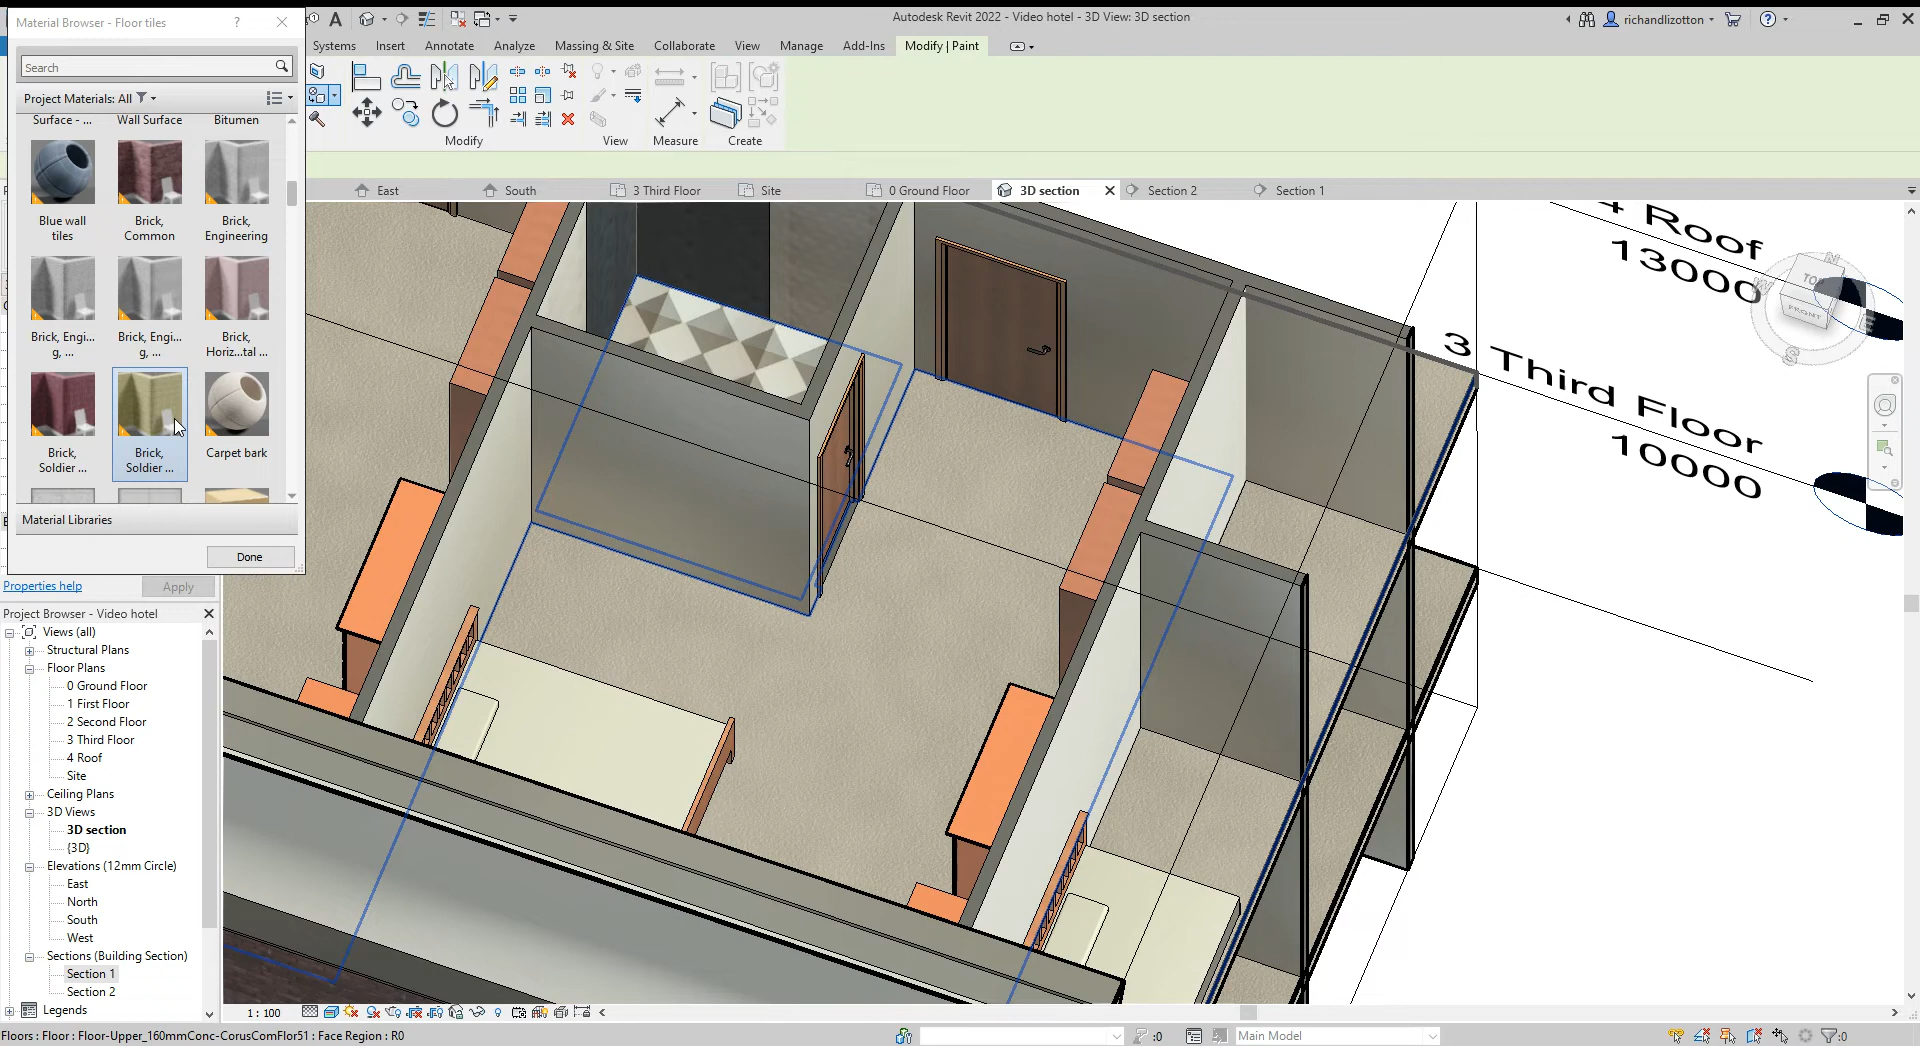 Material Browser - Floor tiles
?
A
Autodesk Revit 2022 - Video hotel - 3D View: 3D section
richandlizotton
Systems Insert Annotate Analyze Massing & Site Collaborate View Manage Add-Ins Modify | Paint
Search
Project Materials: All
Modify View Measure Create
Surface - ... Wall Surface Bitumen
East South 3 Third Floor Site 0 Ground Floor 3D section Section 2 Section 1
Blue wall tiles
Brick, Common
Brick, Engineering
Brick, Engi... g, ...
Brick, Engi... g, ...
Brick, Horiz...tal ...
Brick, Soldier ...
Brick, Soldier ...
Carpet bark
Material Libraries
Done
4 Roof
13000
3 Third Floor
10000
TOP
FRONT
N
W
E
S
Properties help
Apply
Project Browser - Video hotel
Views (all)
Structural Plans
Floor Plans
0 Ground Floor
1 First Floor
2 Second Floor
3 Third Floor
4 Roof
Site
Ceiling Plans
3D Views
3D section
{3D}
Elevations (12mm Circle)
East
North
South
West
Sections (Building Section)
Section 1
Section 2
Legends
1 : 100
Floors : Floor : Floor-Upper_160mmConc-CorusComFlor51 : Face Region : R0
:0
Main Model
:0